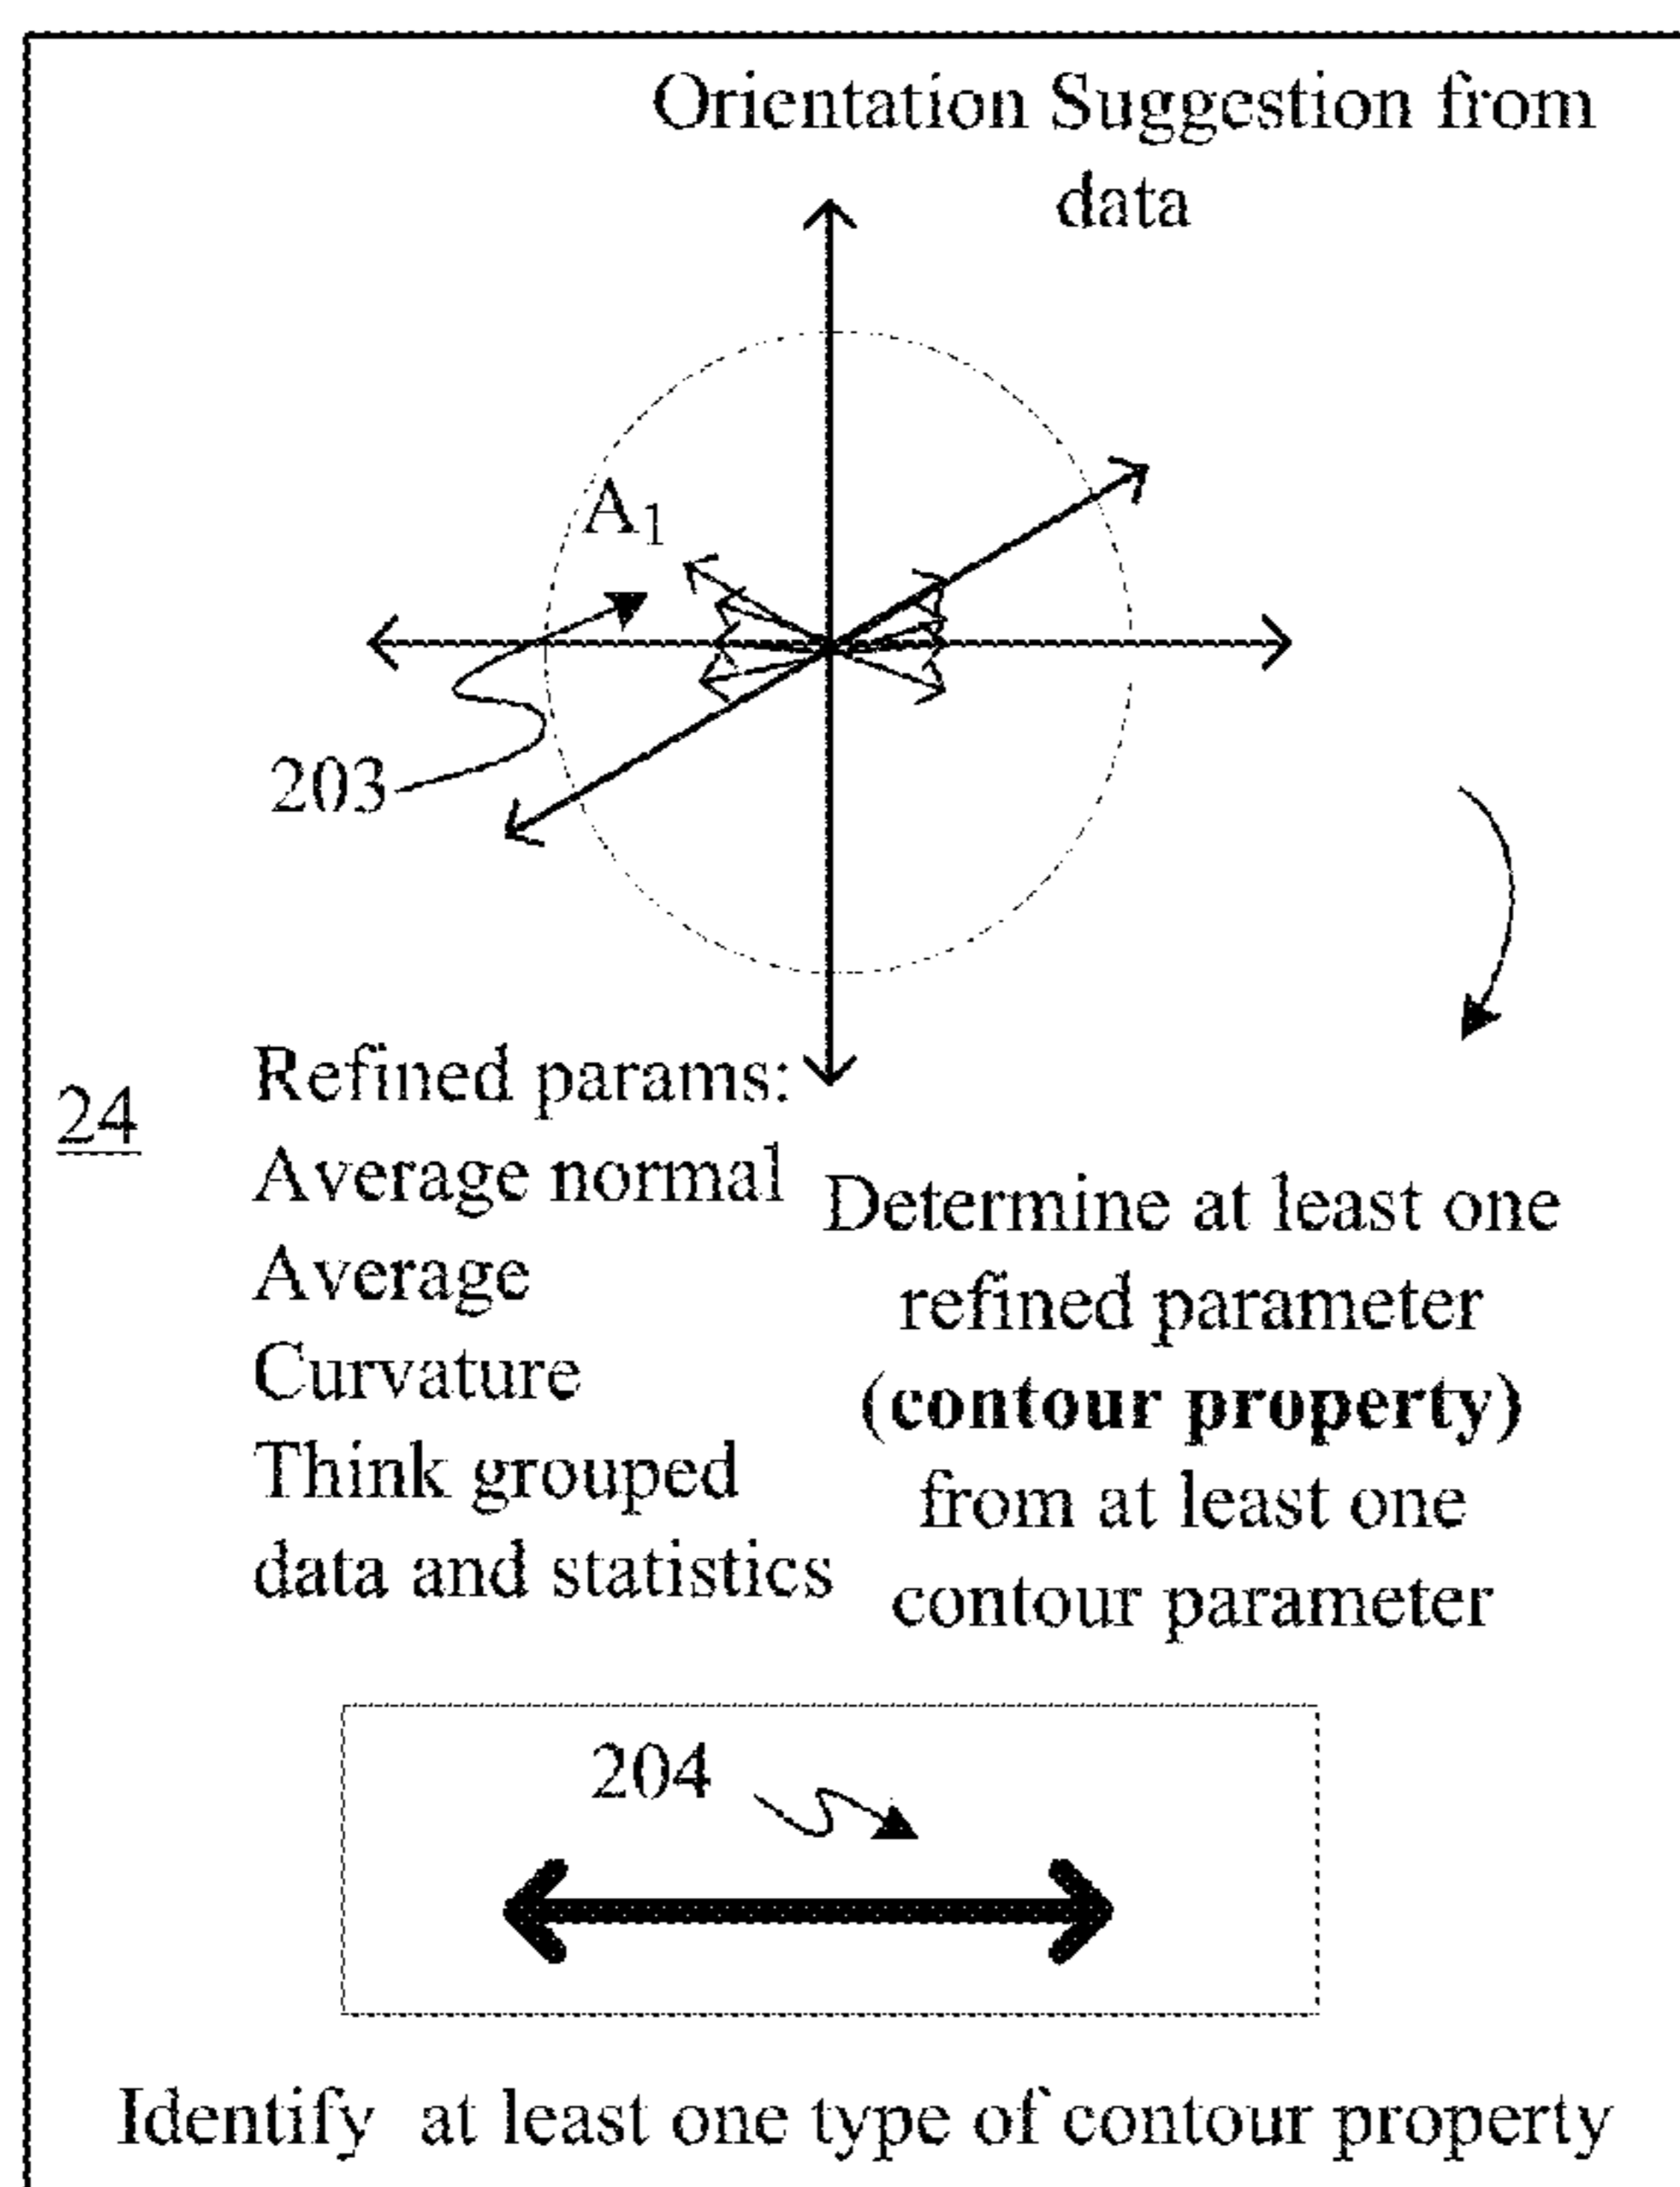 Orientation Suggestion from
data
A1
203
24
Refined params:
Average normal
Average
Curvature
Think grouped
data and statistics
Determine at least one
refined parameter
(contour property)
from at least one
contour parameter
204
Identify at least one type of contour property